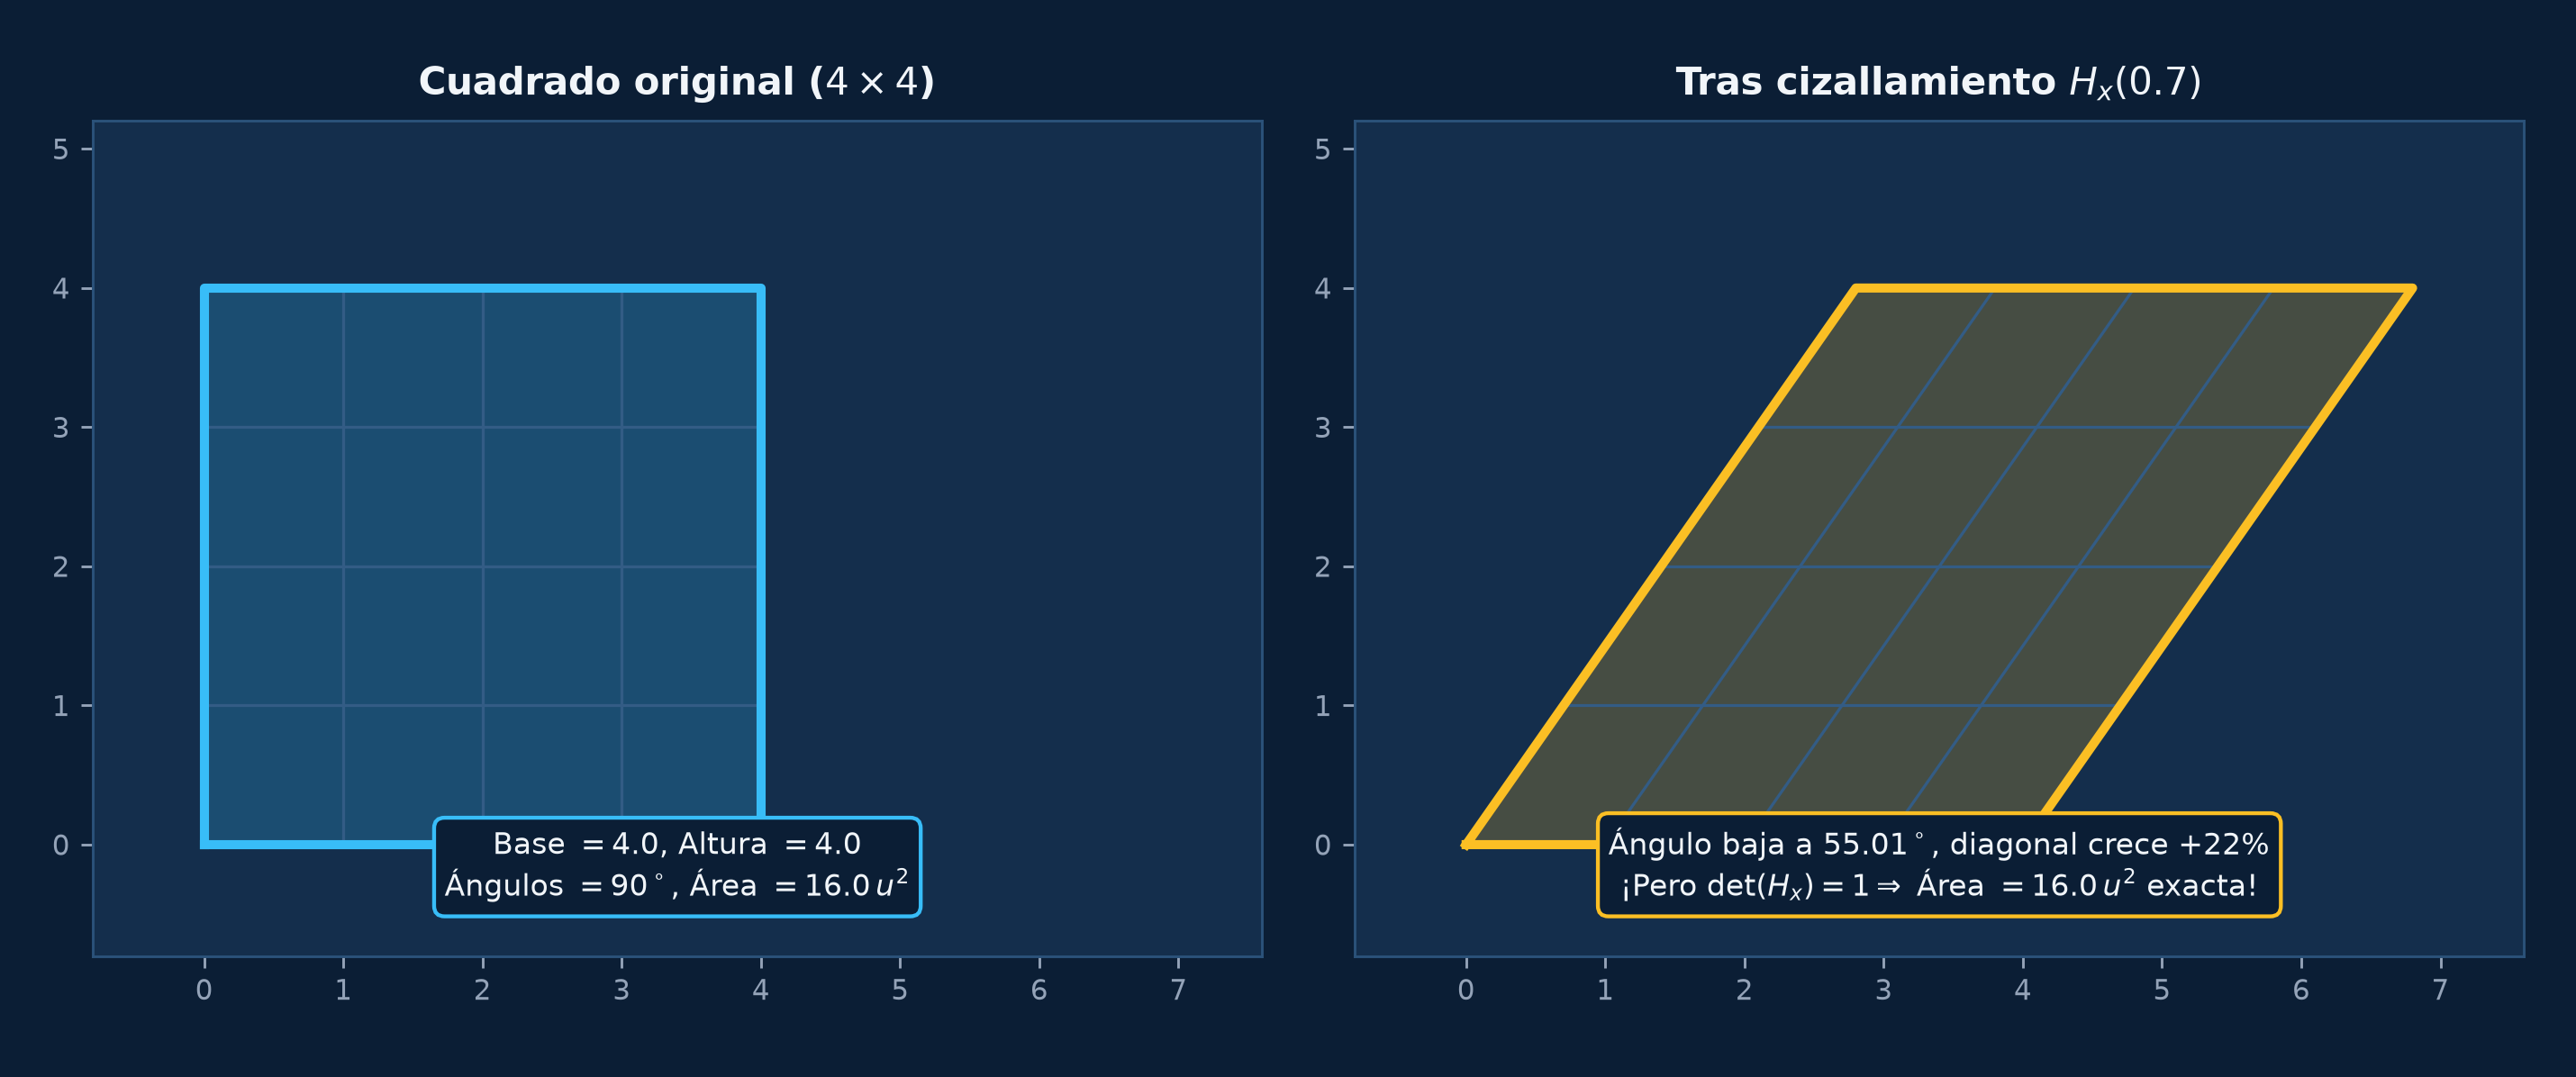 Cuadrado original (4 × 4)
5
4
3
2
1
0
0 1 2 3 4 5 6 7
Base = 4.0, Altura = 4.0
Ángulos = 90°, Área = 16.0 u²
Tras cizallamiento Hₓ(0.7)
5
4
3
2
1
0
0 1 2 3 4 5 6 7
Ángulo baja a 55.01°, diagonal crece +22%
¡Pero det(Hₓ) = 1 ⇒ Área = 16.0 u² exacta!